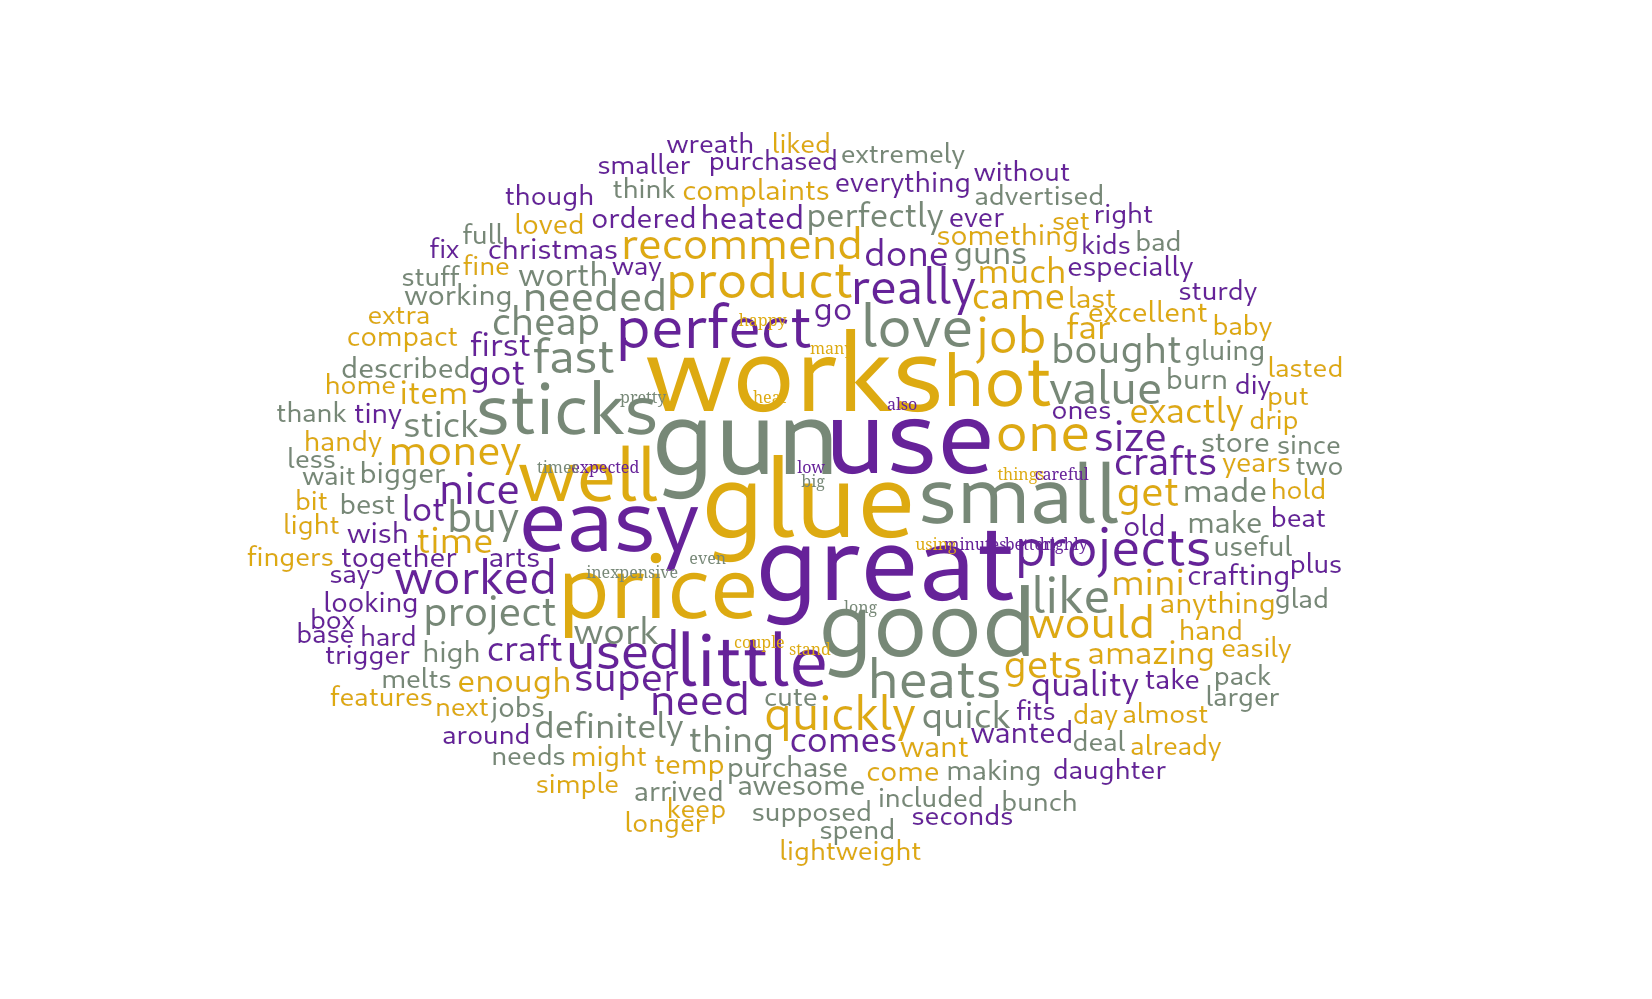 wreath liked
smaller purchased extremely
though think complaints everything without
advertised
loved ordered heated perfectly ever set right
full recommend something kids bad
fix christmas done guns
stuff fine worth way product really much especially
working needed came last sturdy
extra cheap perfect go happy love job far excellent baby
compact first fast many bought gluing
described got works hot value burn lasted
home item pretty heat diy put
thank tiny stick sticks also ones exactly drip
handy money gun use one size store since
less wait bigger well time expected low things careful crafts years two
bit best lot nice big small get made hold
light wish buy easy glue old make beat
fingers together time arts even using minutes better highly projects useful plus
say worked inexpensive price great mini crafting
looking project long like anything glad
box base hard work good would hand
trigger high craft used little couple stand gets amazing easily
melts enough super heats quality take pack
features next jobs need cute quick fits day almost larger
around definitely quickly wanted
needs might thing comes want deal already
simple temp purchase come making daughter
arrived awesome included bunch
keep supposed seconds
longer spend
lightweight